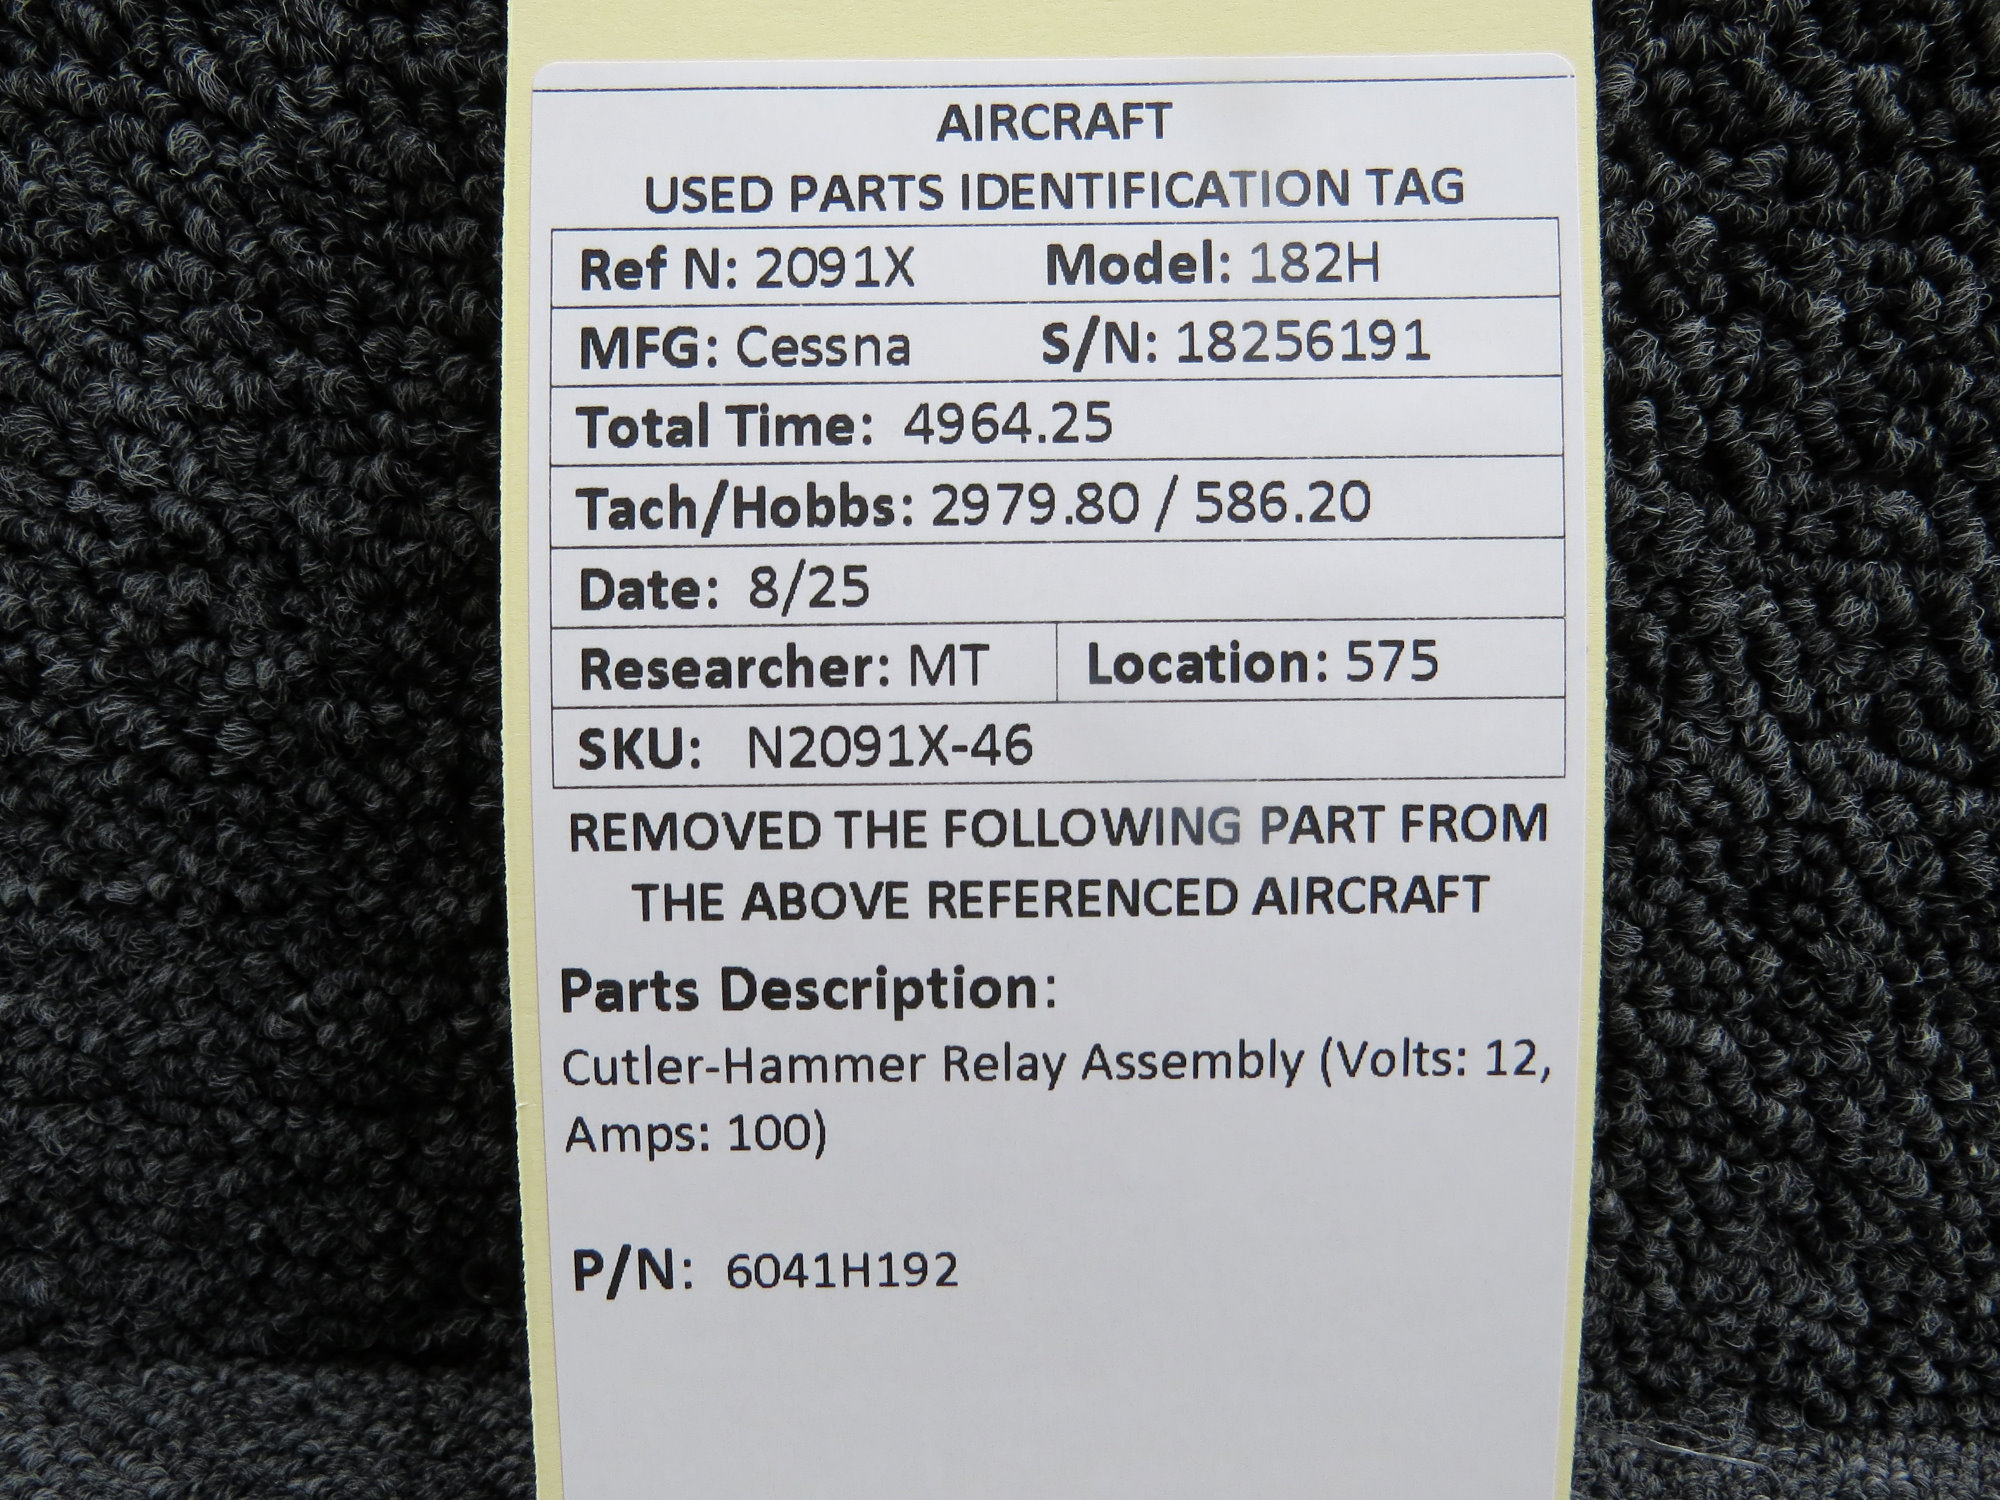 AIRCRAFT
USED PARTS IDENTIFICATION TAG
Ref N: 2091X Model: 182H
MFG: Cessna S/N: 18256191
Total Time: 4964.25
Tach/Hobbs: 2979.80 / 586.20
Date: 8/25
Researcher: MT Location: 575
SKU: N2091X-46
REMOVED THE FOLLOWING PART FROM
THE ABOVE REFERENCED AIRCRAFT
Parts Description:
Cutler-Hammer Relay Assembly (Volts: 12,
Amps: 100)
P/N: 6041H192